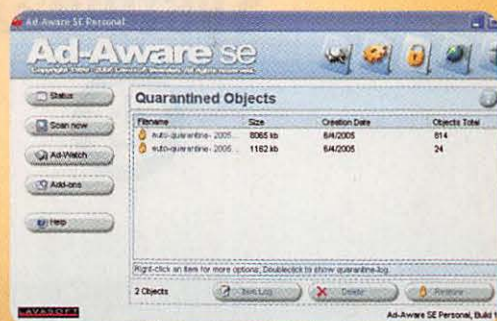 Ad-Aware SE Personal
Ad-Aware se
Status
Scan now
Ad-Watch
Add-ons
Help
Quarantined Objects
Filename Size Creation Date Objects Total
auto-quarantine- 2005... 8065 kb 6/4/2005 814
auto-quarantine- 2005... 1162 kb 6/4/2005 24
Right-click an item for more options, Doubleclick to show quarantine-log.
2 Objects Item Log Delete Restore
LAVASOFT Ad-Aware SE Personal, Build 1